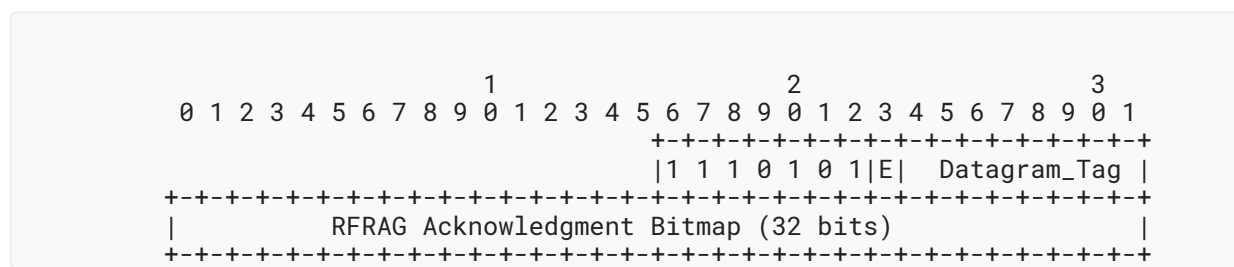 1                   2                   3
 0 1 2 3 4 5 6 7 8 9 0 1 2 3 4 5 6 7 8 9 0 1 2 3 4 5 6 7 8 9 0 1
                                +-+-+-+-+-+-+-+-+-+-+-+-+-+-+-+-+
                                |1 1 1 0 1 0 1|E|  Datagram_Tag |
+-+-+-+-+-+-+-+-+-+-+-+-+-+-+-+-+-+-+-+-+-+-+-+-+-+-+-+-+-+-+-+-+
|          RFRAG Acknowledgment Bitmap (32 bits)                |
+-+-+-+-+-+-+-+-+-+-+-+-+-+-+-+-+-+-+-+-+-+-+-+-+-+-+-+-+-+-+-+-+